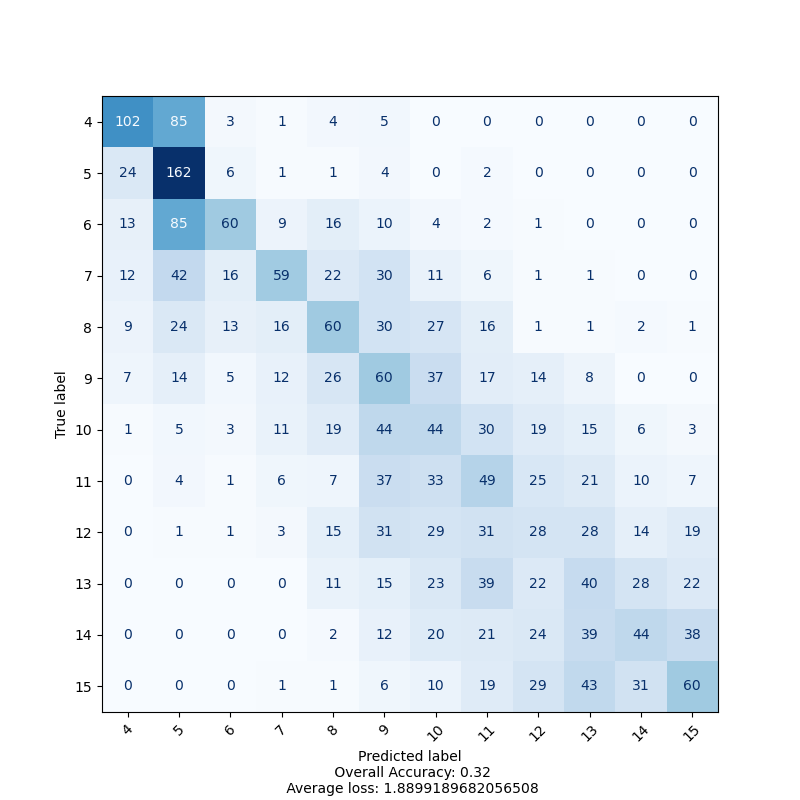 4 102 85 3 1 4 5 0 0 0 0 0 0
5 24 162 6 1 1 4 0 2 0 0 0 0
6 13 85 60 9 16 10 4 2 1 0 0 0
7 12 42 16 59 22 30 11 6 1 1 0 0
8 9 24 13 16 60 30 27 16 1 1 2 1
9 7 14 5 12 26 60 37 17 14 8 0 0
True label
10 1 5 3 11 19 44 44 30 19 15 6 3
11 0 4 1 6 7 37 33 49 25 21 10 7
12 0 1 1 3 15 31 29 31 28 28 14 19
13 0 0 0 0 11 15 23 39 22 40 28 22
14 0 0 0 0 2 12 20 21 24 39 44 38
15 0 0 0 1 1 6 10 19 29 43 31 60
4 5 6 7 8 9 10 11 12 13 14 15
Predicted label
Overall Accuracy: 0.32
Average loss: 1.8899189682056508